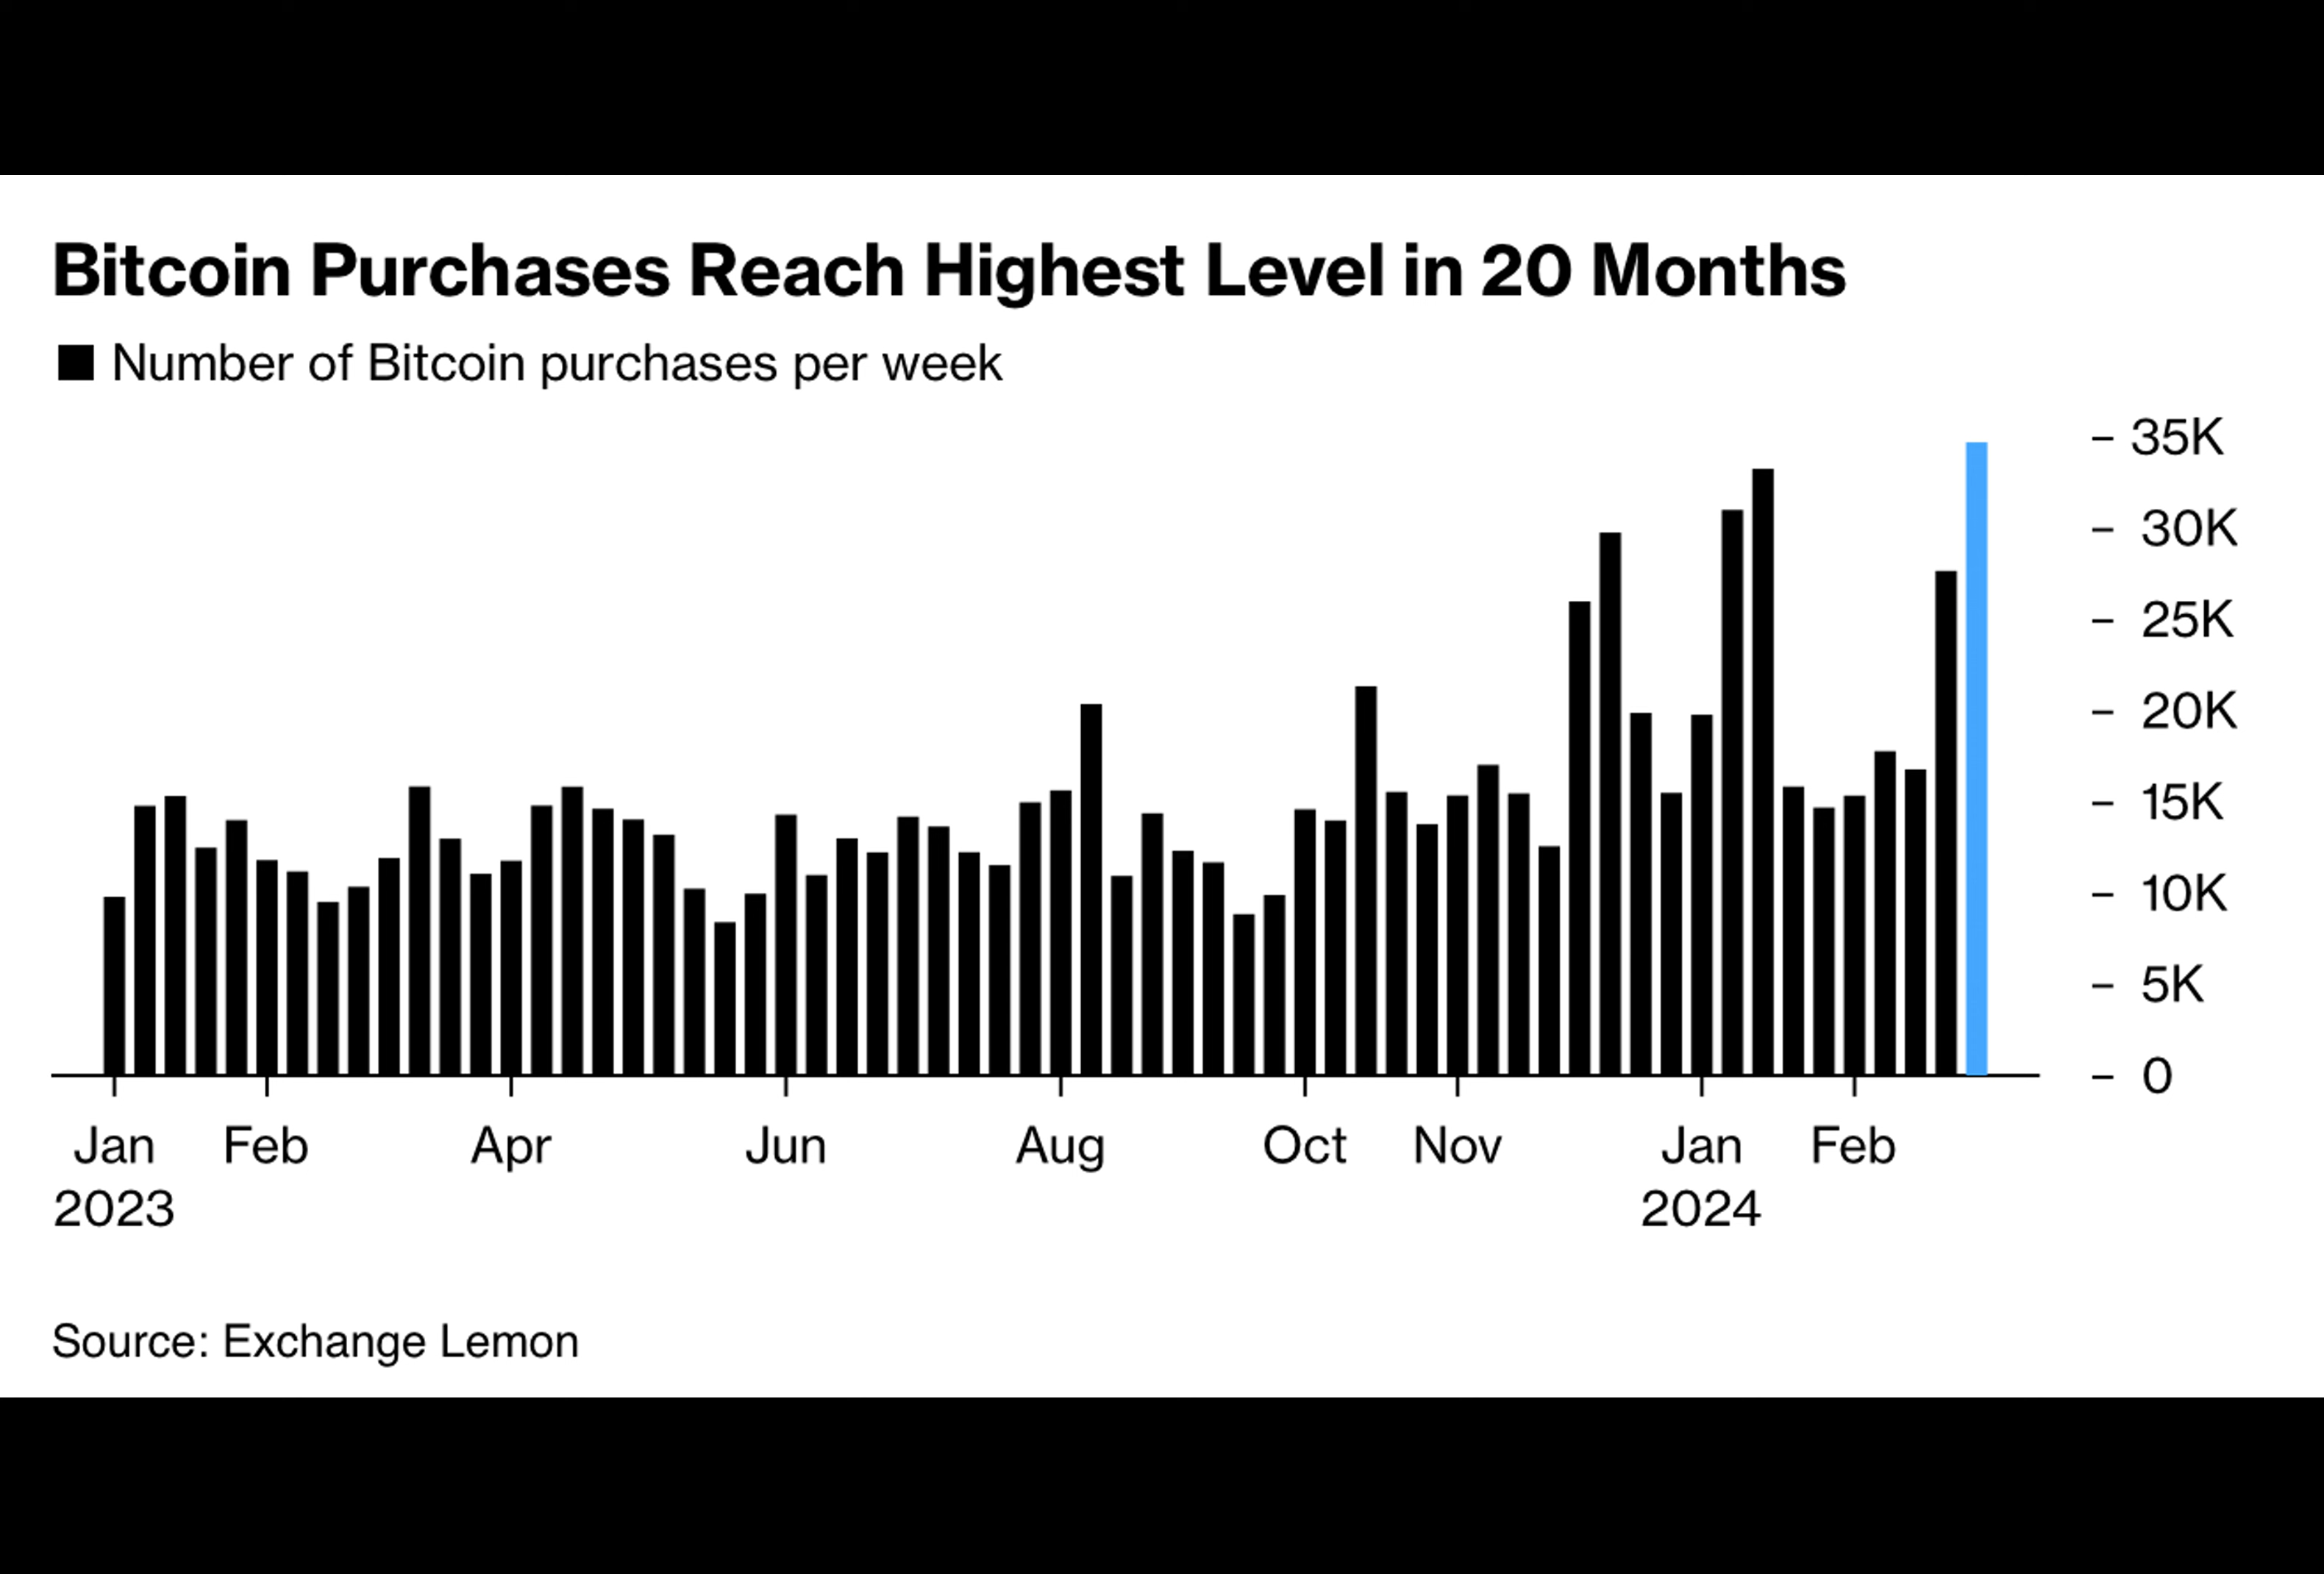 Bitcoin Purchases Reach Highest Level in 20 Months
Number of Bitcoin purchases per week
35K
30K
25K
20K
15K
10K
5K
0
Jan Feb Apr Jun Aug Oct Nov Jan Feb
2023 2024
Source: Exchange Lemon